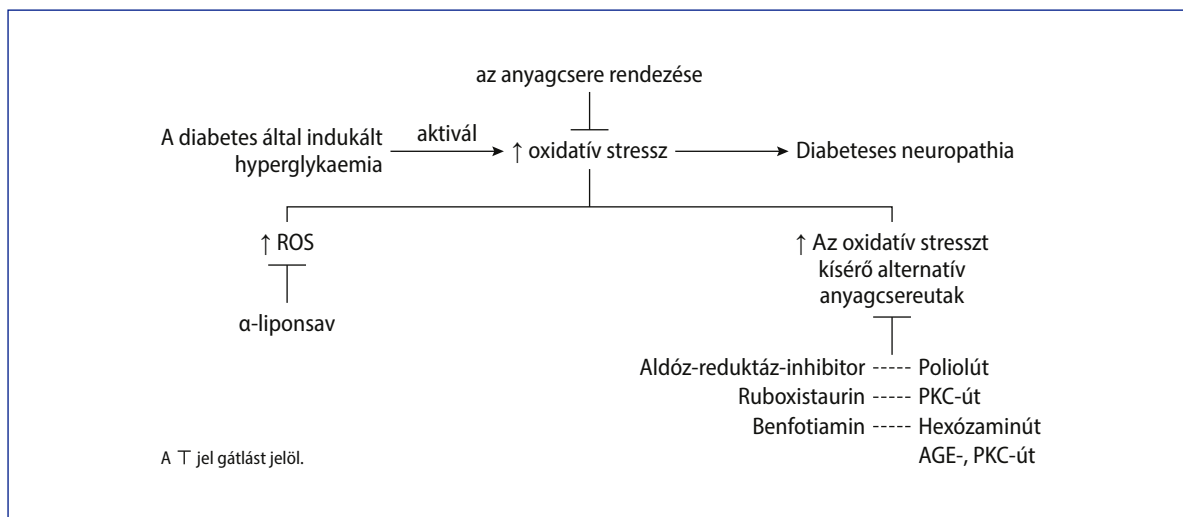 az anyagcsere rendezése
A diabetes által indukált
hyperglykaemia
aktivál
↑ oxidatív stressz
Diabeteses neuropathia
↑ ROS
α-liponsav
↑ Az oxidatív stresszt
kísérő alternatív
anyagcsereutak
Aldóz-reduktáz-inhibitor ----- Poliolút
Ruboxistaurin ----- PKC-út
Benfotiamin ----- Hexózaminút
AGE-, PKC-út
A ⊤ jel gátlást jelöl.